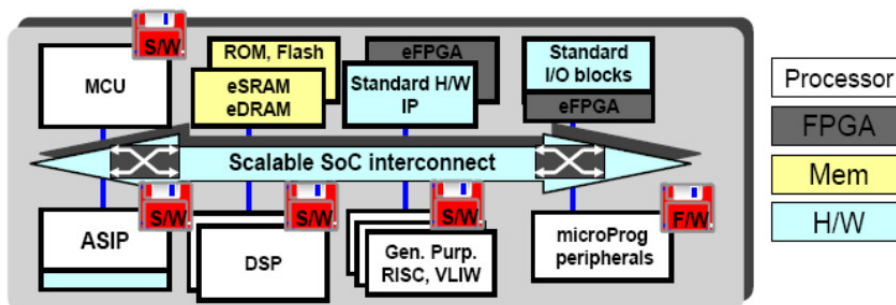 S/W
MCU
ROM, Flash
eSRAM
eDRAM
eFPGA
Standard H/W
IP
Standard
I/O blocks
eFPGA
Processor
FPGA
Mem
H/W
Scalable SoC interconnect
S/W
ASIP
S/W
DSP
S/W
Gen. Purp.
RISC, VLIW
F/W
microProg
peripherals